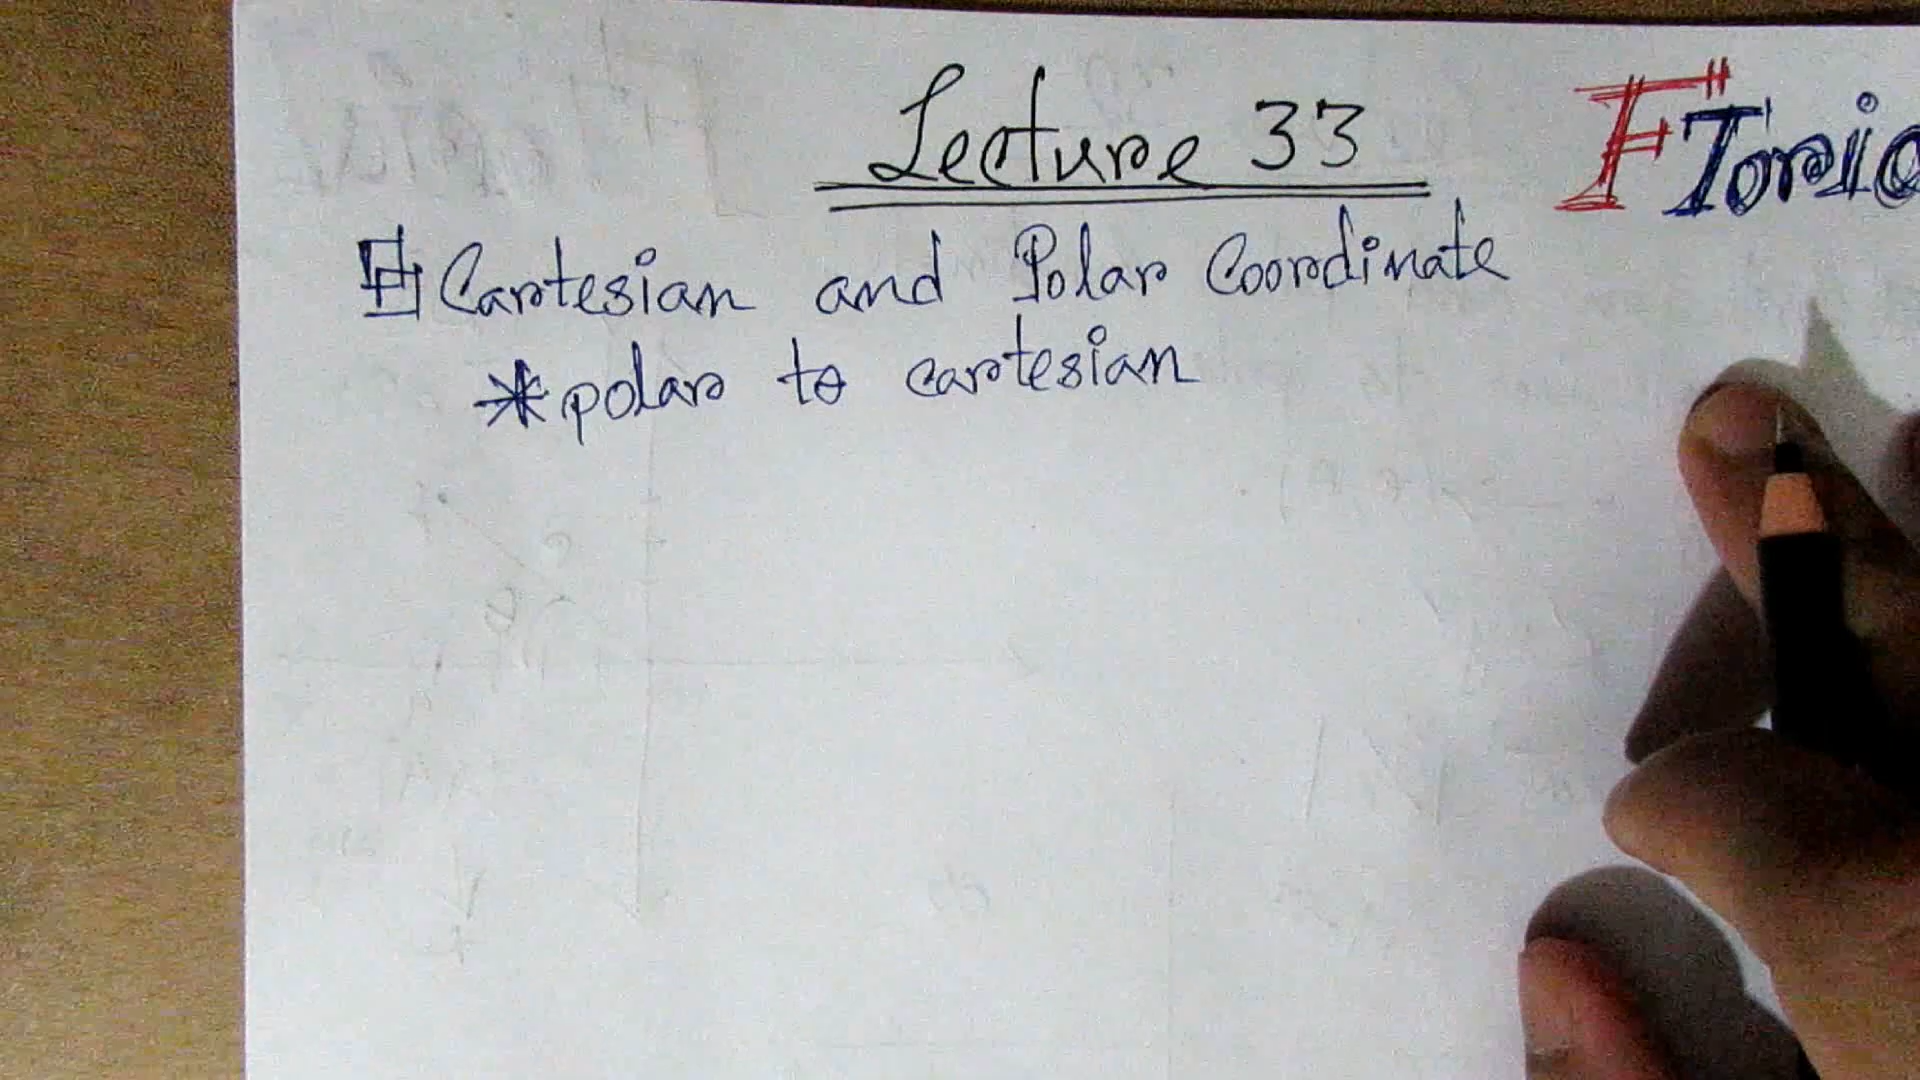 Lecture 33
Cartesian and Polar Coordinate
*polar to cartesian